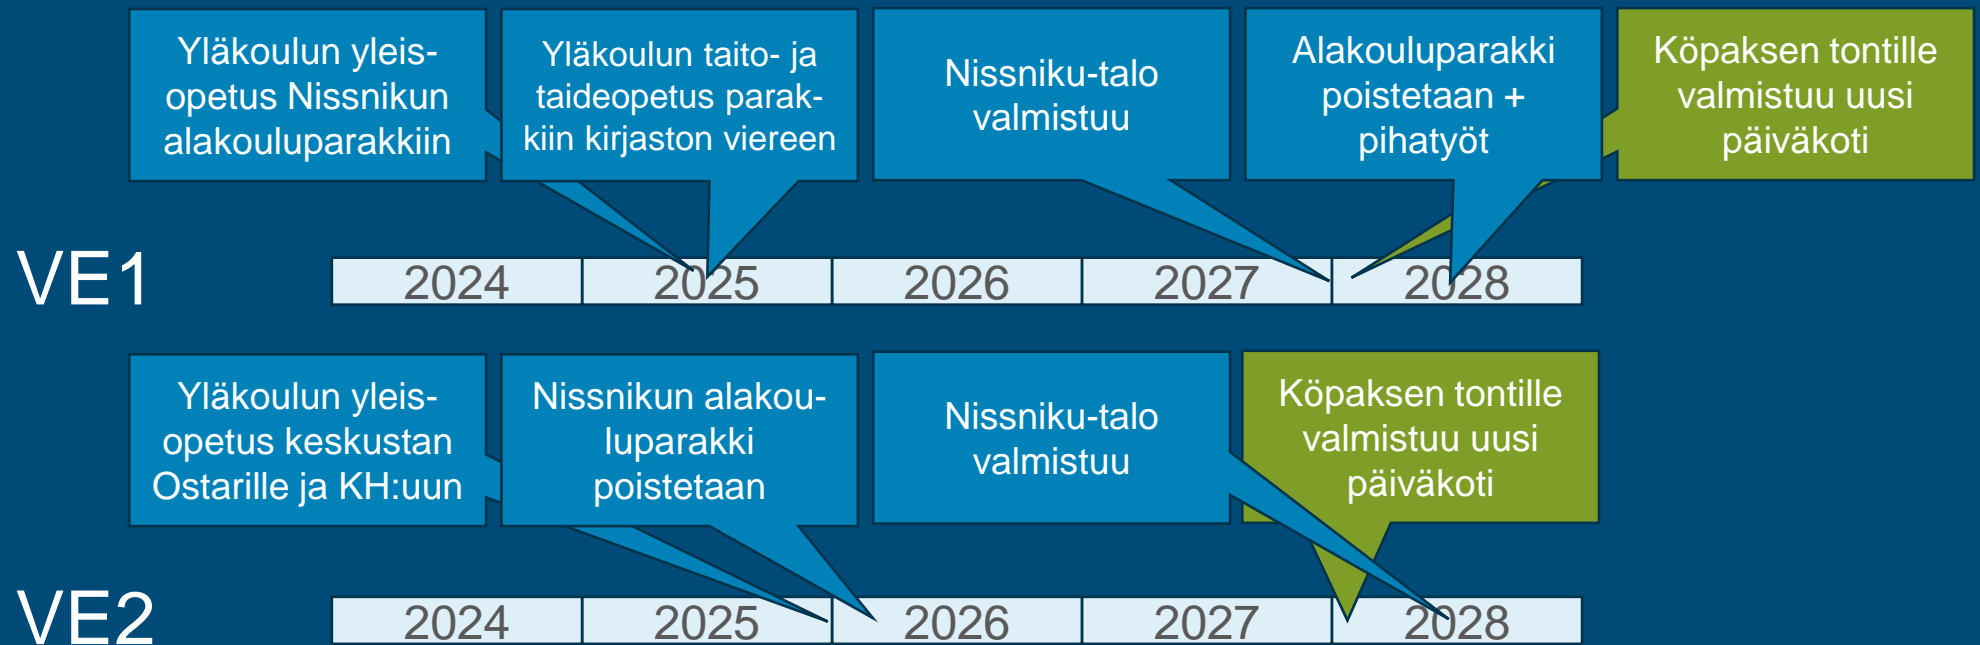 Yläkoulun yleis-
opetus Nissnikun
alakouluparakkiin
Yläkoulun taito- ja
taideopetus parak-
kiin kirjaston viereen
Nissniku-talo
valmistuu
Alakouluparakki
poistetaan +
pihatyöt
Köpaksen tontille
valmistuu uusi
päiväkoti
VE1
2024 2025 2026 2027 2028
Yläkoulun yleis-
opetus keskustan
Ostarille ja KH:uun
Nissnikun alakou-
luparakki
poistetaan
Nissniku-talo
valmistuu
Köpaksen tontille
valmistuu uusi
päiväkoti
VE2
2024 2025 2026 2027 2028